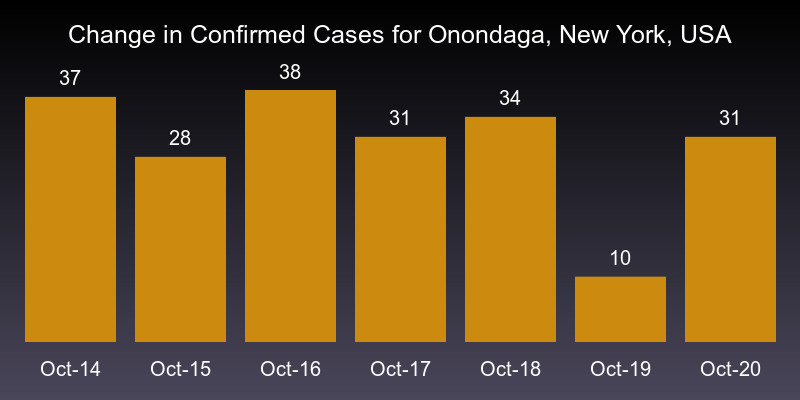 Change in Confirmed Cases for Onondaga, New York, USA
37 28 38 31 34 10 31
Oct-14 Oct-15 Oct-16 Oct-17 Oct-18 Oct-19 Oct-20